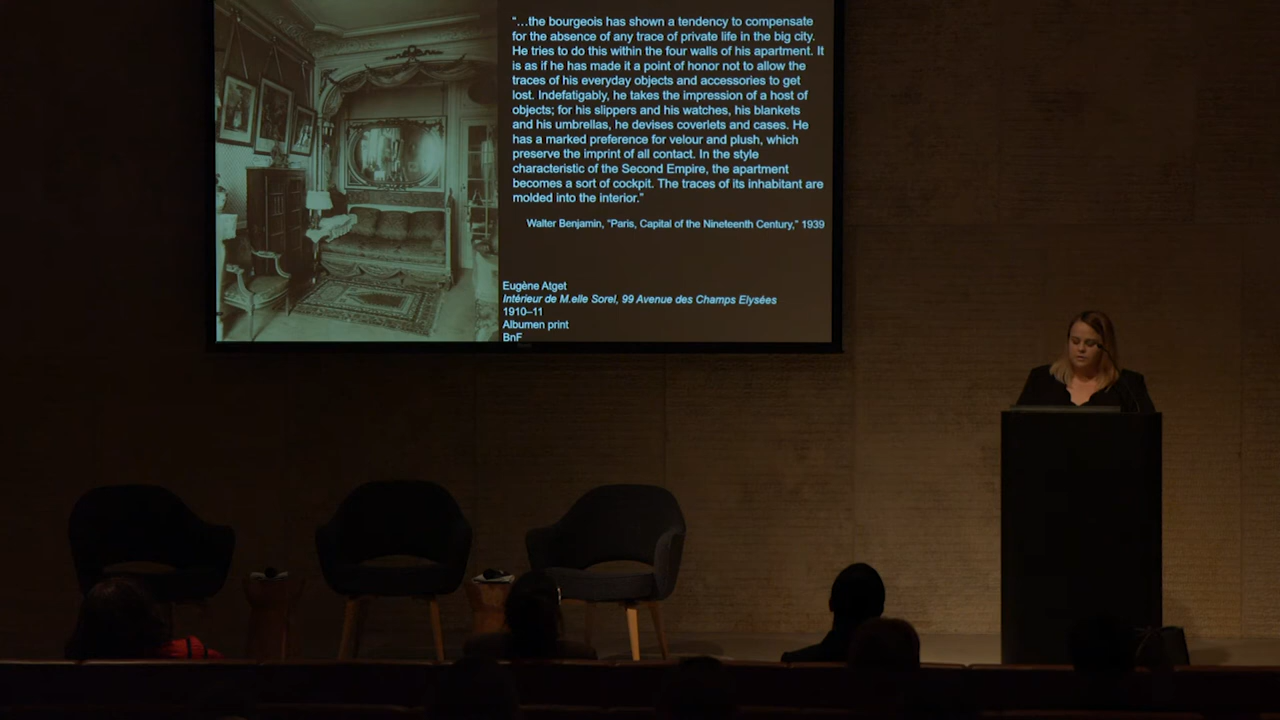 “…the bourgeois has shown a tendency to compensate
for the absence of any trace of private life in the big city.
He tries to do this within the four walls of his apartment. It
is as if he has made it a point of honor not to allow the
traces of his everyday objects and accessories to get
lost. Indefatigably, he takes the impression of a host of
objects; for his slippers and his watches, his blankets
and his umbrellas, he devises coverlets and cases. He
has a marked preference for velour and plush, which
preserve the imprint of all contact. In the style
characteristic of the Second Empire, the apartment
becomes a sort of cockpit. The traces of its inhabitant are
molded into the interior.”
Walter Benjamin, “Paris, Capital of the Nineteenth Century,” 1939
Eugène Atget
Intérieur de M.elle Sorel, 99 Avenue des Champs Elysées
1910–11
Albumen print
BnF